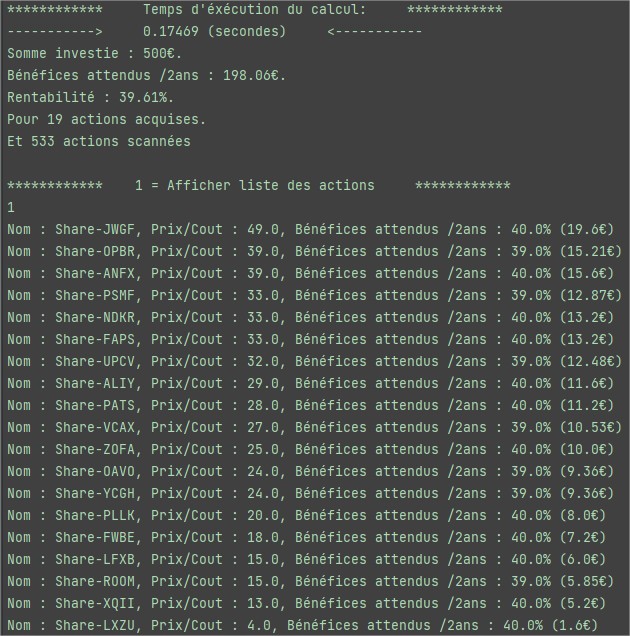 ************     Temps d'éxécution du calcul:     ************
----------->     0.17469 (secondes)     <-----------
Somme investie : 500€.
Bénéfices attendus /2ans : 198.06€.
Rentabilité : 39.61%.
Pour 19 actions acquises.
Et 533 actions scannées
************    1 = Afficher liste des actions     ************
1
Nom : Share-JWGF, Prix/Cout : 49.0, Bénéfices attendus /2ans : 40.0% (19.6€)
Nom : Share-OPBR, Prix/Cout : 39.0, Bénéfices attendus /2ans : 39.0% (15.21€)
Nom : Share-ANFX, Prix/Cout : 39.0, Bénéfices attendus /2ans : 40.0% (15.6€)
Nom : Share-PSMF, Prix/Cout : 33.0, Bénéfices attendus /2ans : 39.0% (12.87€)
Nom : Share-NDKR, Prix/Cout : 33.0, Bénéfices attendus /2ans : 40.0% (13.2€)
Nom : Share-FAPS, Prix/Cout : 33.0, Bénéfices attendus /2ans : 40.0% (13.2€)
Nom : Share-UPCV, Prix/Cout : 32.0, Bénéfices attendus /2ans : 39.0% (12.48€)
Nom : Share-ALIY, Prix/Cout : 29.0, Bénéfices attendus /2ans : 40.0% (11.6€)
Nom : Share-PATS, Prix/Cout : 28.0, Bénéfices attendus /2ans : 40.0% (11.2€)
Nom : Share-VCAX, Prix/Cout : 27.0, Bénéfices attendus /2ans : 39.0% (10.53€)
Nom : Share-ZOFA, Prix/Cout : 25.0, Bénéfices attendus /2ans : 40.0% (10.0€)
Nom : Share-OAVO, Prix/Cout : 24.0, Bénéfices attendus /2ans : 39.0% (9.36€)
Nom : Share-YCGH, Prix/Cout : 24.0, Bénéfices attendus /2ans : 39.0% (9.36€)
Nom : Share-PLLK, Prix/Cout : 20.0, Bénéfices attendus /2ans : 40.0% (8.0€)
Nom : Share-FWBE, Prix/Cout : 18.0, Bénéfices attendus /2ans : 40.0% (7.2€)
Nom : Share-LFXB, Prix/Cout : 15.0, Bénéfices attendus /2ans : 40.0% (6.0€)
Nom : Share-ROOM, Prix/Cout : 15.0, Bénéfices attendus /2ans : 39.0% (5.85€)
Nom : Share-XQII, Prix/Cout : 13.0, Bénéfices attendus /2ans : 40.0% (5.2€)
Nom : Share-LXZU, Prix/Cout : 4.0, Bénéfices attendus /2ans : 40.0% (1.6€)